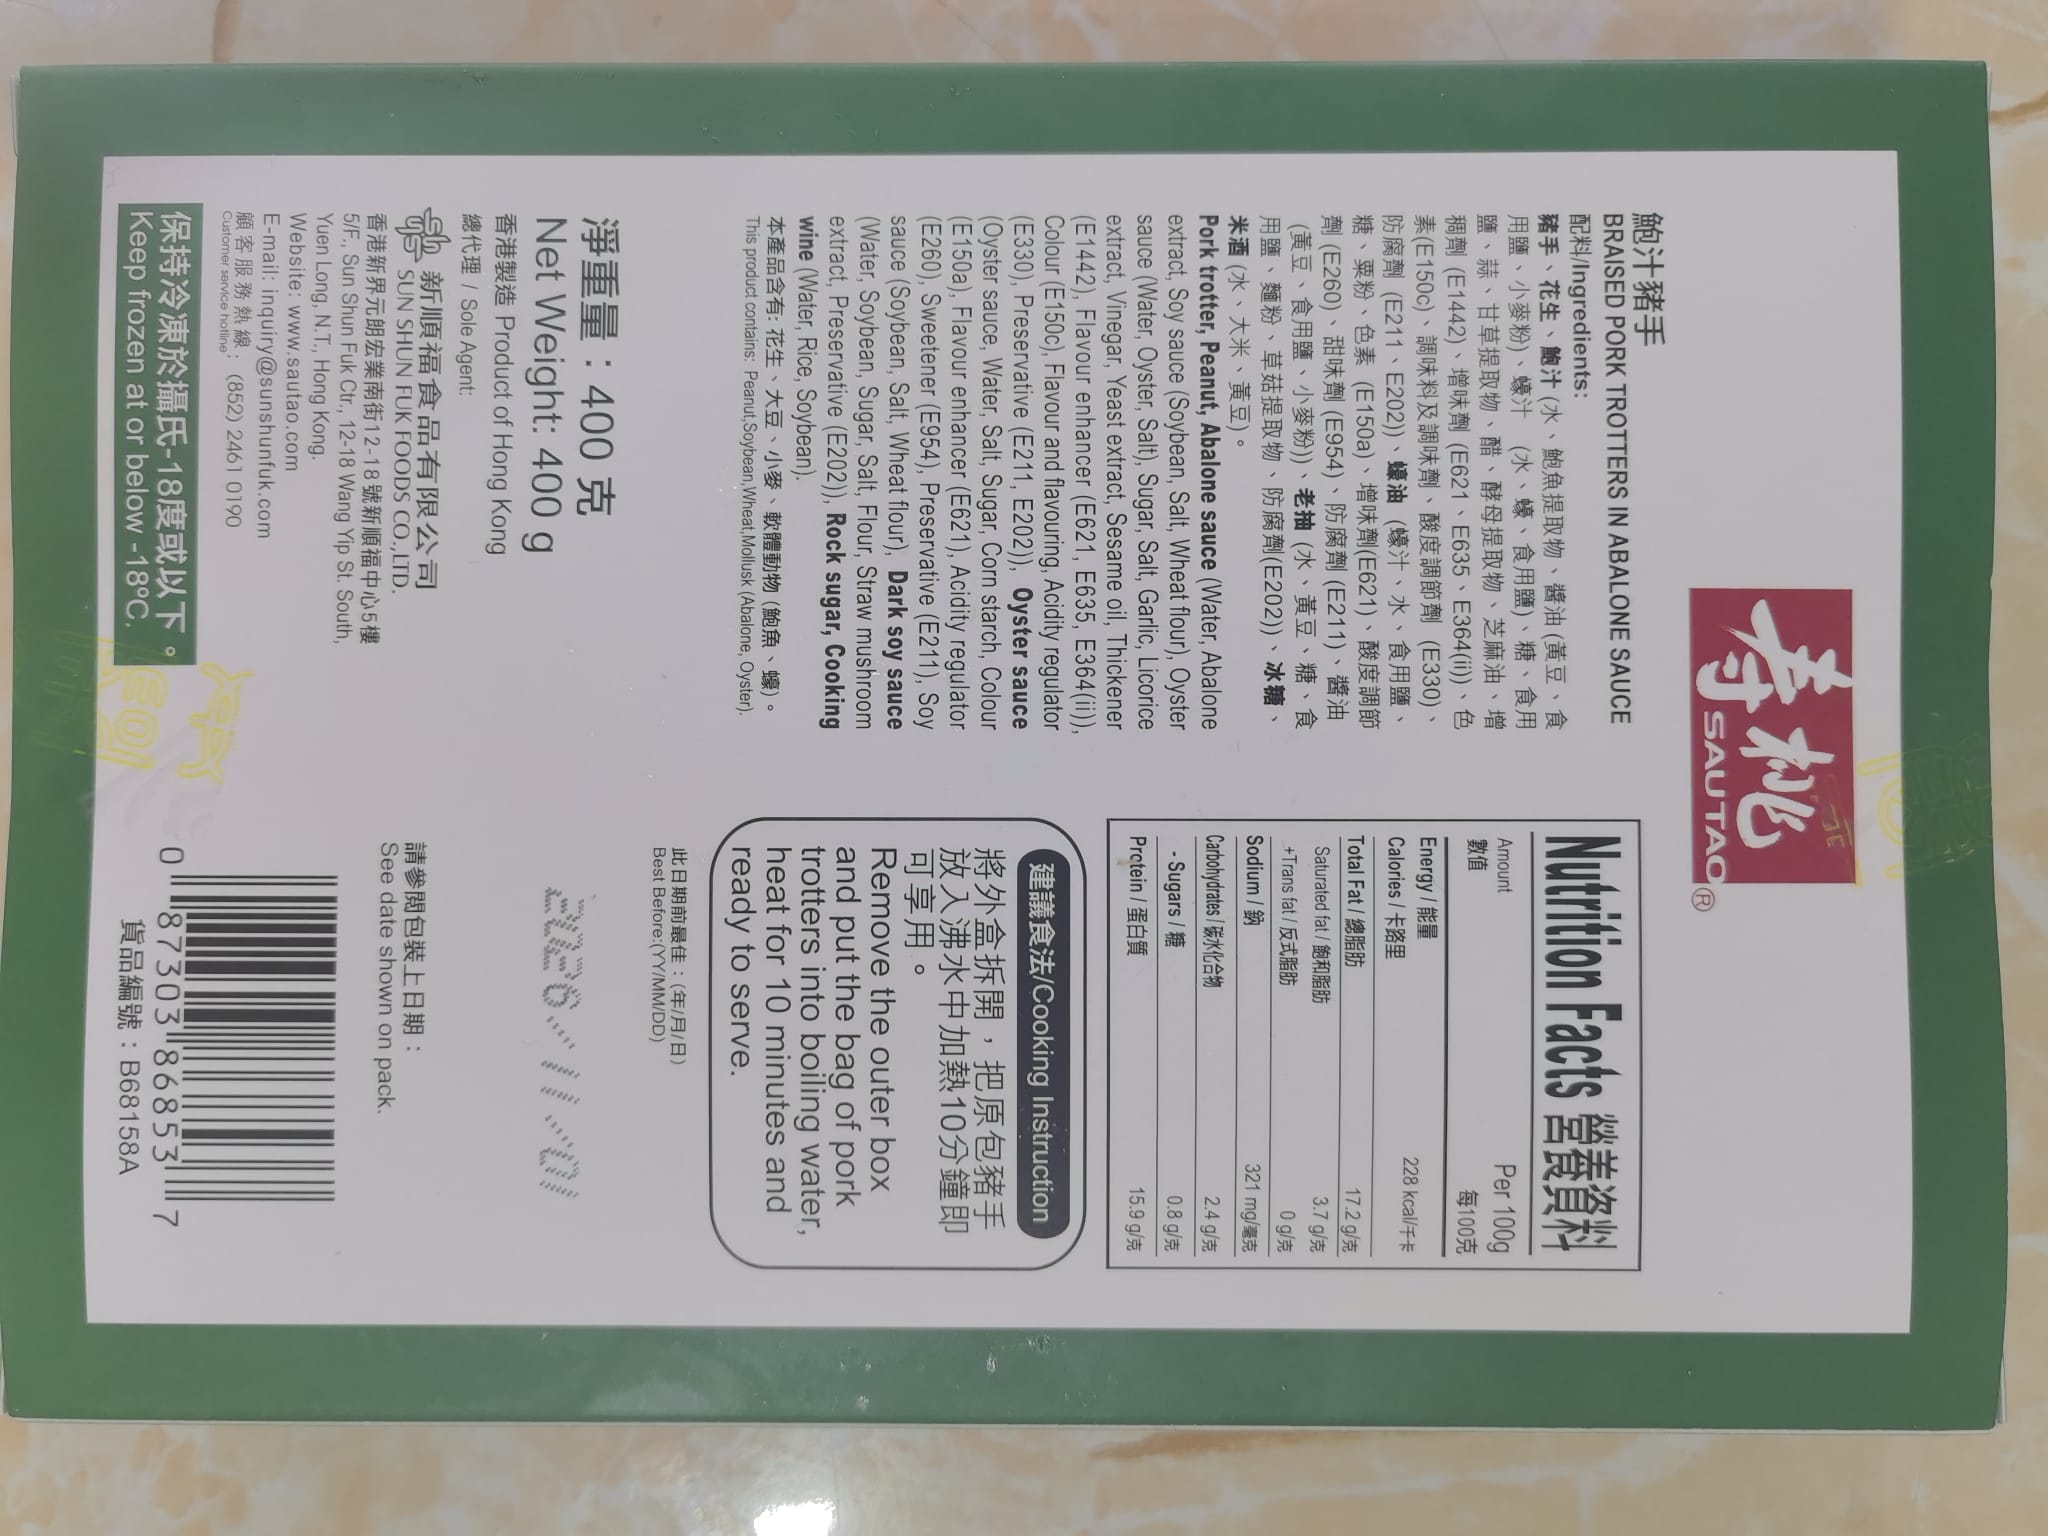 壽桃
SAUTAO®
鮑汁豬手
BRAISED PORK TROTTERS IN ABALONE SAUCE
配料/Ingredients:
豬手、花生、鮑汁 (水、鮑魚提取物、醬油 (黃豆、食
用鹽、小麥粉)、蠔汁 (水、蠔、食用鹽)、糖、食用
鹽、蒜、甘草提取物、醋、酵母提取物、芝麻油、增
稠劑 (E1442)、增味劑 (E621、E635、E364(ii))、色
素(E150c)、調味料及調味劑、酸度調節劑 (E330)、
防腐劑 (E211、E202))、蠔油 (蠔汁、水、食用鹽、
糖、粟粉、色素 (E150a)、增味劑(E621)、酸度調節
劑 (E260)、甜味劑 (E954)、防腐劑 (E211)、醬油
(黃豆、食用鹽、小麥粉))、老抽 (水、黃豆、糖、食
用鹽、麵粉、草菇提取物、防腐劑(E202))、冰糖、
米酒 (水、大米、黃豆)。
Pork trotter, Peanut, Abalone sauce (Water, Abalone
extract, Soy sauce (Soybean, Salt, Wheat flour), Oyster
sauce (Water, Oyster, Salt), Sugar, Salt, Garlic, Licorice
extract, Vinegar, Yeast extract, Sesame oil, Thickener
(E1442), Flavour enhancer (E621, E635, E364(ii)),
Colour (E150c), Flavour and flavouring, Acidity regulator
(E330), Preservative (E211, E202)), Oyster sauce
(Oyster sauce, Water, Salt, Sugar, Corn starch, Colour
(E150a), Flavour enhancer (E621), Acidity regulator
(E260), Sweetener (E954), Preservative (E211), Soy
sauce (Soybean, Salt, Wheat flour), Dark soy sauce
(Water, Soybean, Sugar, Salt, Flour, Straw mushroom
extract, Preservative (E202)), Rock sugar, Cooking
wine (Water, Rice, Soybean).
本產品含有: 花生、大豆、小麥、軟體動物 (鮑魚、蠔)。
This product contains: Peanut,Soybean,Wheat,Mollusk (Abalone, Oyster).
淨重量：400 克
Net Weight: 400 g
香港製造 Product of Hong Kong
總代理 / Sole Agent:
新順福食品有限公司
SUN SHUN FUK FOODS CO.,LTD.
香港新界元朗宏業南街12-18號新順福中心5樓
5/F., Sun Shun Fuk Ctr., 12-18 Wang Yip St. South,
Yuen Long, N.T., Hong Kong.
Website: www.sautao.com
E-mail: inquiry@sunshunfuk.com
顧客服務熱線: (852) 2461 0190
Customer service hotline
保持冷凍於攝氏-18度或以下。
Keep frozen at or below -18°C.
Nutrition Facts 營養資料
Amount Per 100g
數值 每100克
Energy / 能量
Calories / 卡路里 228 kcal/千卡
Total Fat / 總脂肪 17.2 g/克
Saturated fat / 飽和脂肪 3.7 g/克
+Trans fat / 反式脂肪 0 g/克
Sodium / 鈉 321 mg/毫克
Carbohydrates / 碳水化合物 2.4 g/克
- Sugars / 糖 0.8 g/克
Protein / 蛋白質 15.9 g/克
建議食法/Cooking Instruction
將外盒拆開，把原包豬手
放入沸水中加熱10分鐘即
可享用。
Remove the outer box
and put the bag of pork
trotters into boiling water,
heat for 10 minutes and
ready to serve.
此日期前最佳：(年/月/日)
Best Before:(YY/MM/DD)
2026/11/01
請參閱包裝上日期：
See date shown on pack.
0 87303 86853 7
貨品編號：B68158A